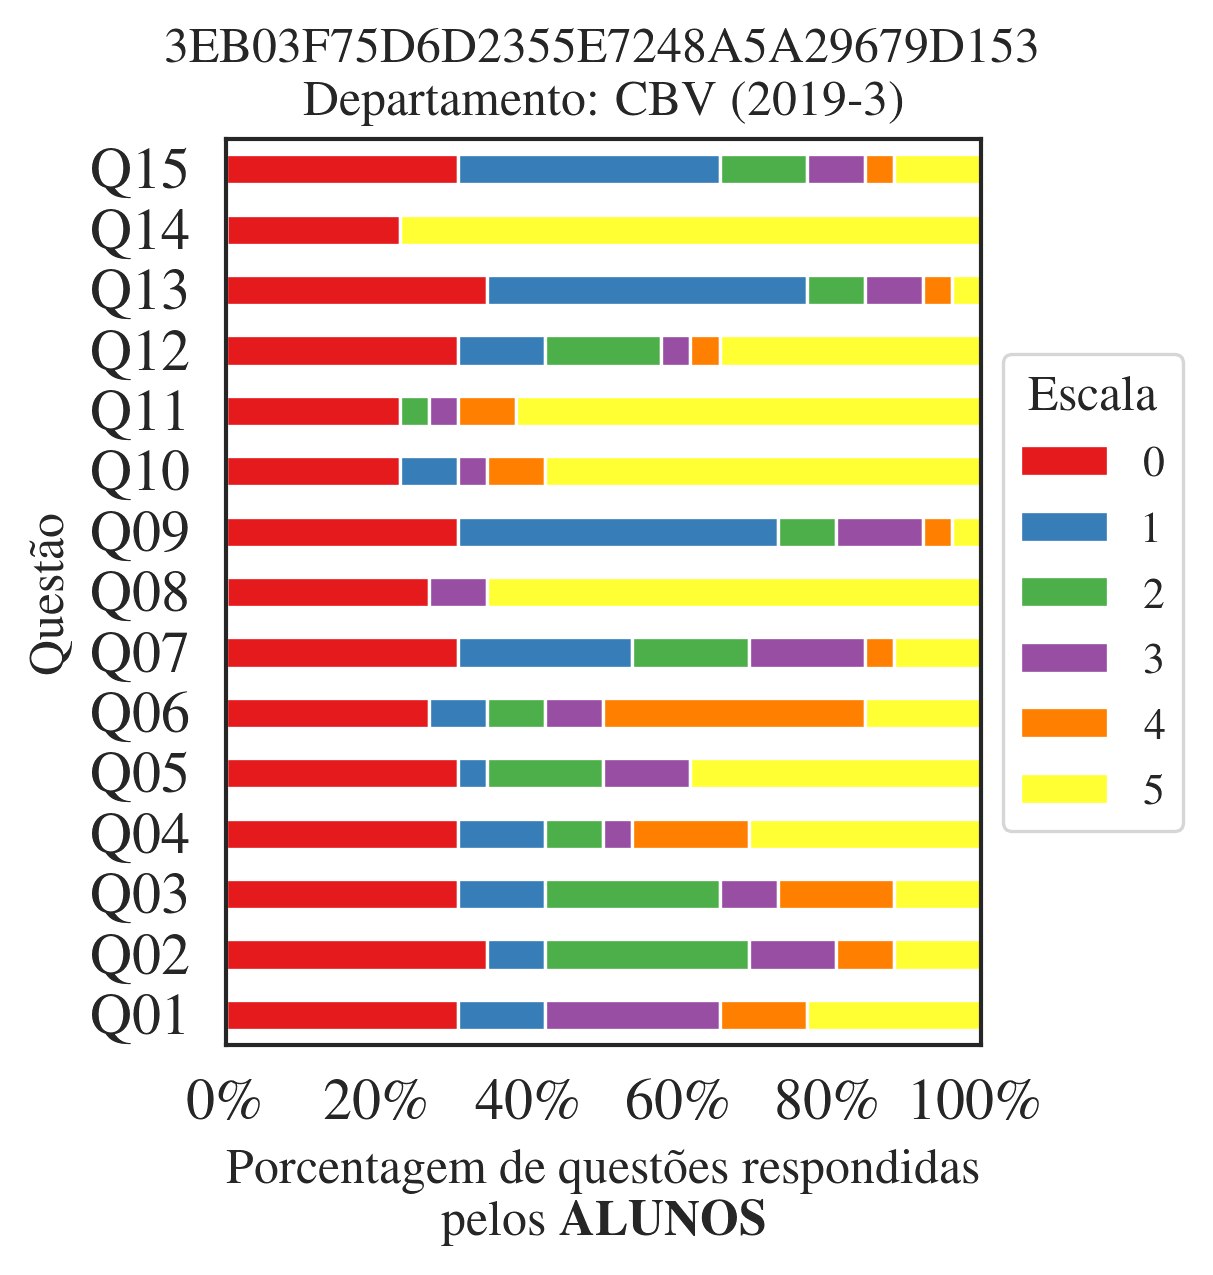 3EB03F75D6D2355E7248A5A29679D153
Departamento: CBV (2019-3)
Q15
Q14
Q13
Q12
Q11
Q10
Q09
Q08
Q07
Q06
Q05
Q04
Q03
Q02
Q01
Questão
0% 20% 40% 60% 80% 100%
Porcentagem de questões respondidas
pelos ALUNOS
Escala
0
1
2
3
4
5